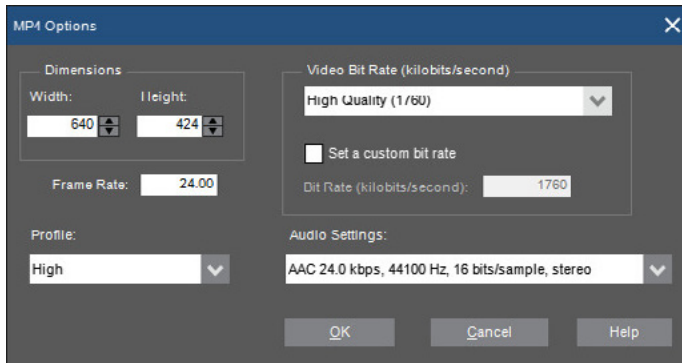 MP4 Options
Dimensions
Width: Height:
640 424
Frame Rate: 24.00
Profile:
High
Video Bit Rate (kilobits/second)
High Quality (1760)
Set a custom bit rate
Bit Rate (kilobits/second): 1760
Audio Settings:
AAC 24.0 kbps, 44100 Hz, 16 bits/sample, stereo
OK Cancel Help